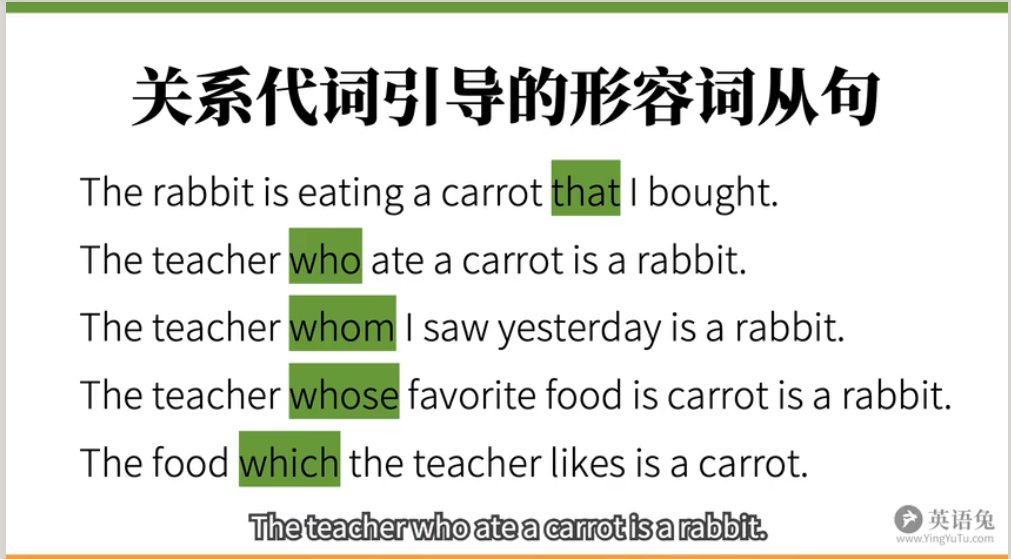 关系代词引导的形容词从句
The rabbit is eating a carrot that I bought.
The teacher who ate a carrot is a rabbit.
The teacher whom I saw yesterday is a rabbit.
The teacher whose favorite food is carrot is a rabbit.
The food which the teacher likes is a carrot.
The teacher who ate a carrot is a rabbit.
英语兔
www.YingYuTu.com